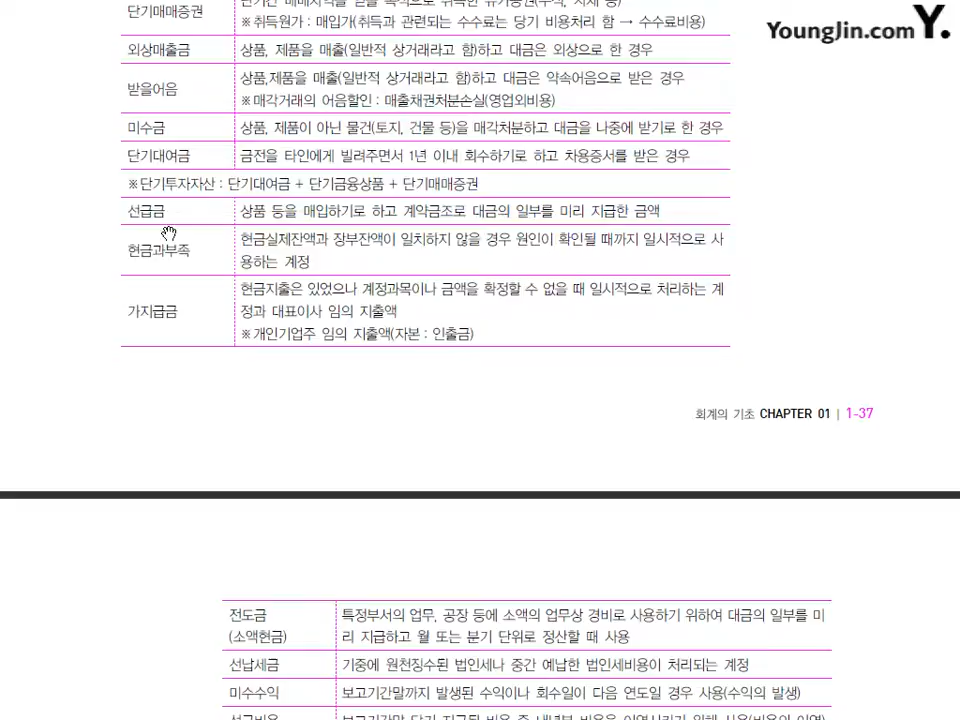 YoungJin.com Y.
단기매매증권
※ 취득원가 : 매입가(취득과 관련되는 수수료는 당기 비용처리 함 → 수수료비용)
외상매출금
상품, 제품을 매출(일반적 상거래라고 함)하고 대금은 외상으로 한 경우
받을어음
상품,제품을 매출(일반적 상거래라고 함)하고 대금은 약속어음으로 받은 경우
※ 매각거래의 어음할인 : 매출채권처분손실(영업외비용)
미수금
상품, 제품이 아닌 물건(토지, 건물 등)을 매각처분하고 대금을 나중에 받기로 한 경우
단기대여금
금전을 타인에게 빌려주면서 1년 이내 회수하기로 하고 차용증서를 받은 경우
※ 단기투자자산 : 단기대여금 + 단기금융상품 + 단기매매증권
선급금
상품 등을 매입하기로 하고 계약금조로 대금의 일부를 미리 지급한 금액
현금과부족
현금실제잔액과 장부잔액이 일치하지 않을 경우 원인이 확인될 때까지 일시적으로 사
용하는 계정
가지급금
현금지출은 있었으나 계정과목이나 금액을 확정할 수 없을 때 일시적으로 처리하는 계
정과 대표이사 임의 지출액
※ 개인기업주 임의 지출액(자본 : 인출금)
회계의 기초 CHAPTER 01 | 1-37
전도금
(소액현금)
특정부서의 업무, 공장 등에 소액의 업무상 경비로 사용하기 위하여 대금의 일부를 미
리 지급하고 월 또는 분기 단위로 정산할 때 사용
선납세금
기중에 원천징수된 법인세나 중간 예납한 법인세비용이 처리되는 계정
미수수익
보고기간말까지 발생된 수익이나 회수일이 다음 연도일 경우 사용(수익의 발생)